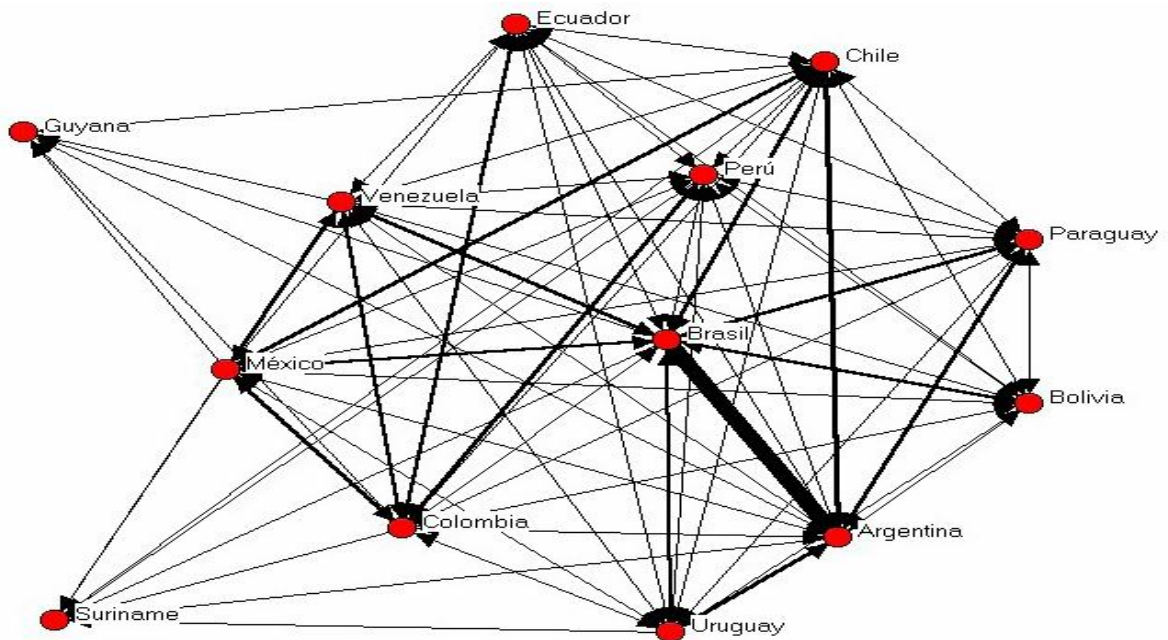 Ecuador
Chile
Guyana
Perú
Venezuela
Paraguay
Brasil
México
Bolivia
Colombia
Argentina
Suriname
Uruguay